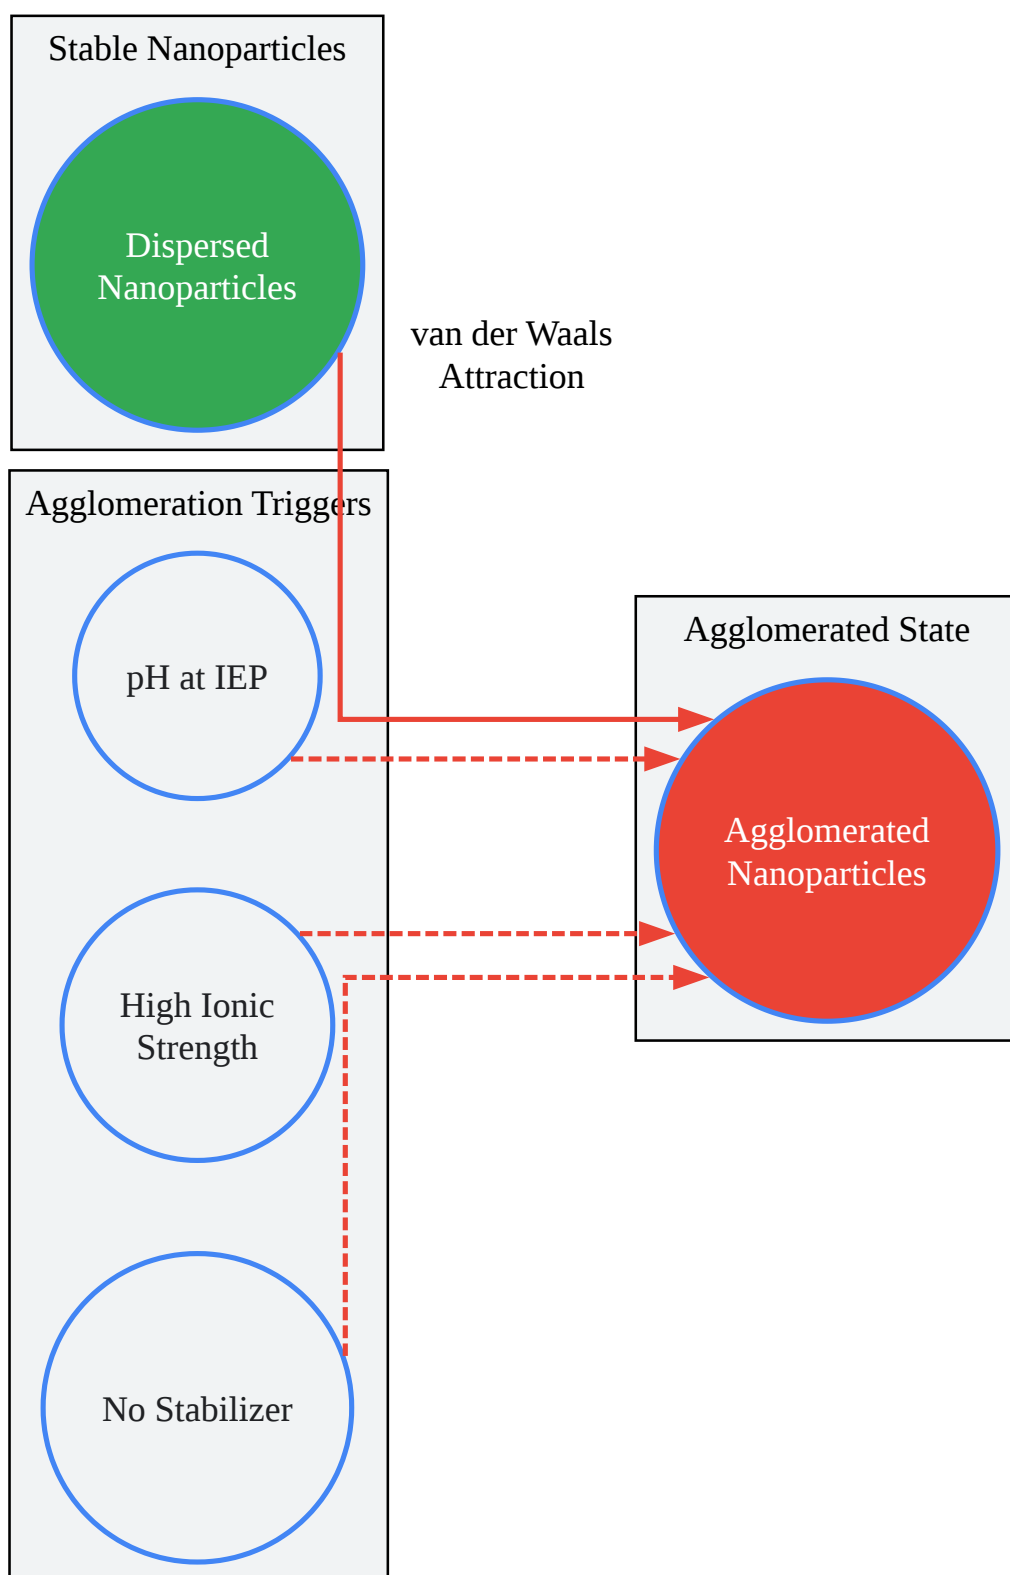 Stable Nanoparticles
Dispersed
Nanoparticles
van der Waals
Attraction
Agglomeration Triggers
pH at IEP
High Ionic
Strength
No Stabilizer
Agglomerated State
Agglomerated
Nanoparticles